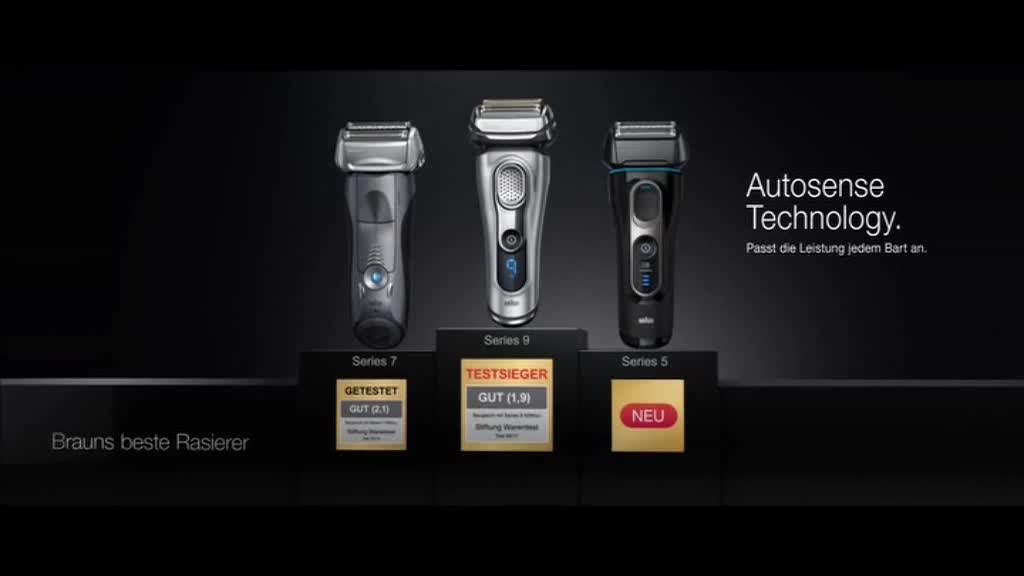 Autosense
Technology.
Passt die Leistung jedem Bart an.
Series 7
Series 9
Series 5
GETESTET
GUT (2,1)
Stiftung Warentest
TESTSIEGER
GUT (1,9)
Stiftung Warentest
NEU
Brauns beste Rasierer
9
BRAUN
BRAUN